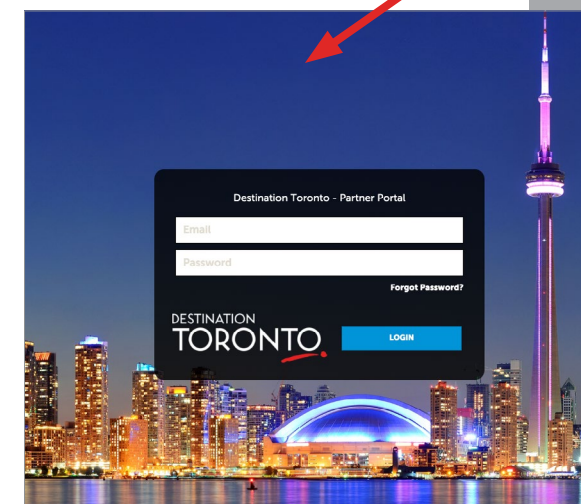 Destination Toronto - Partner Portal
Email
Password
Forgot Password?
DESTINATION
TORONTO
LOGIN